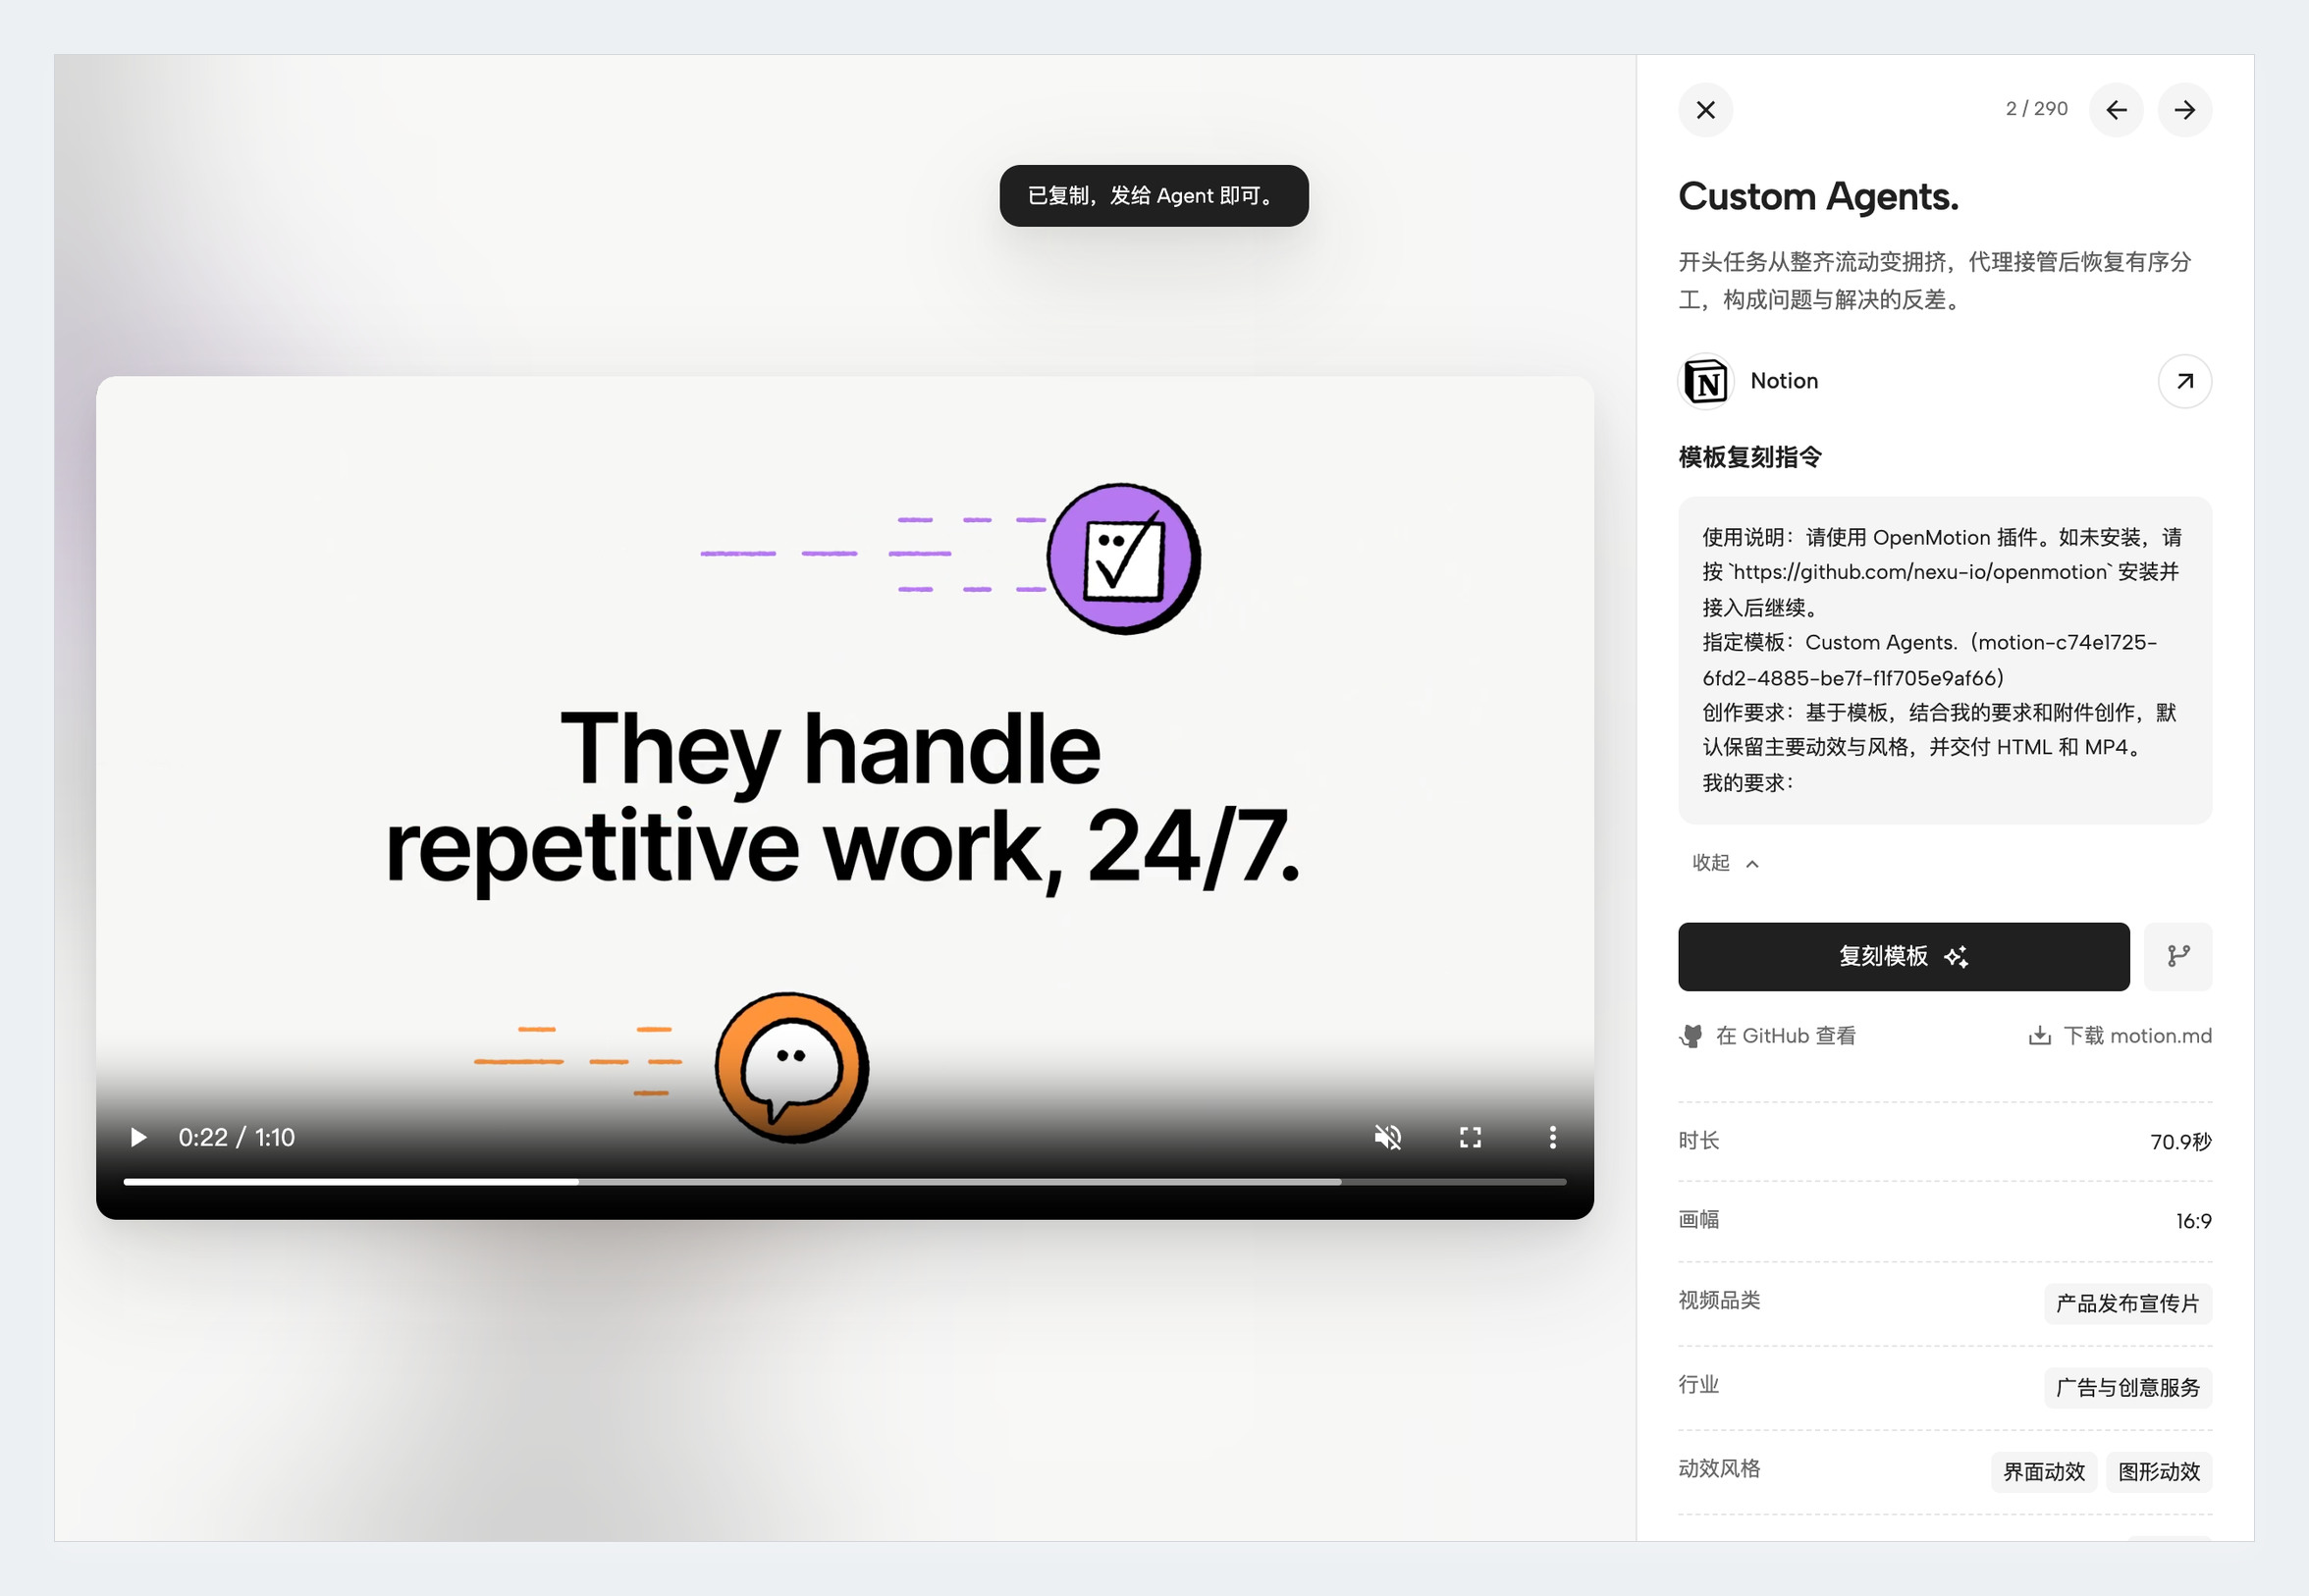 已复制，发给 Agent 即可。
They handle
repetitive work, 24/7.
0:22 / 1:10
2 / 290
Custom Agents.
开头任务从整齐流动变拥挤，代理接管后恢复有序分
工，构成问题与解决的反差。
N
Notion
模板复刻指令
使用说明：请使用 OpenMotion 插件。如未安装，请
按 `https://github.com/nexu-io/openmotion` 安装并
接入后继续。
指定模板：Custom Agents.（motion-c74e1725-
6fd2-4885-be7f-f1f705e9af66）
创作要求：基于模板，结合我的要求和附件创作，默
认保留主要动效与风格，并交付 HTML 和 MP4。
我的要求：
收起
复刻模板
在 GitHub 查看
下载 motion.md
时长
70.9秒
画幅
16:9
视频品类
产品发布宣传片
行业
广告与创意服务
动效风格
界面动效
图形动效